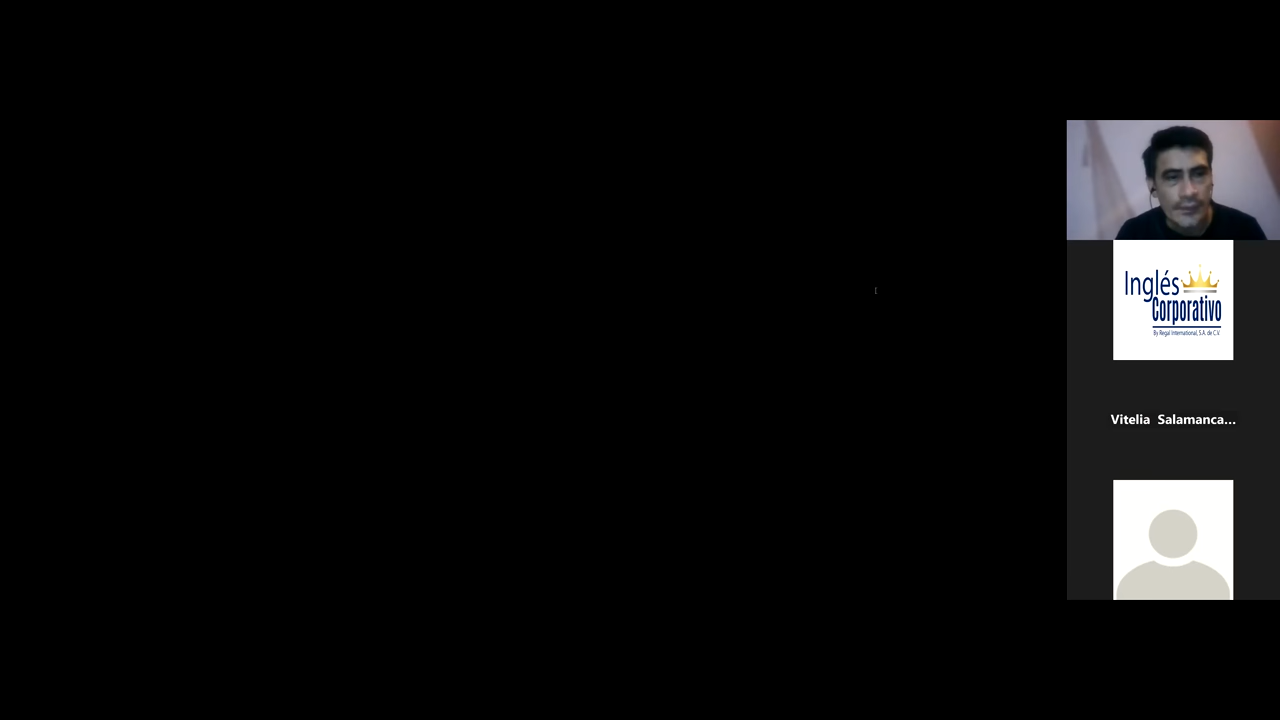 Inglés
Corporativo
By Regal International, S.A. de C.V.
Vitelia Salamanca...